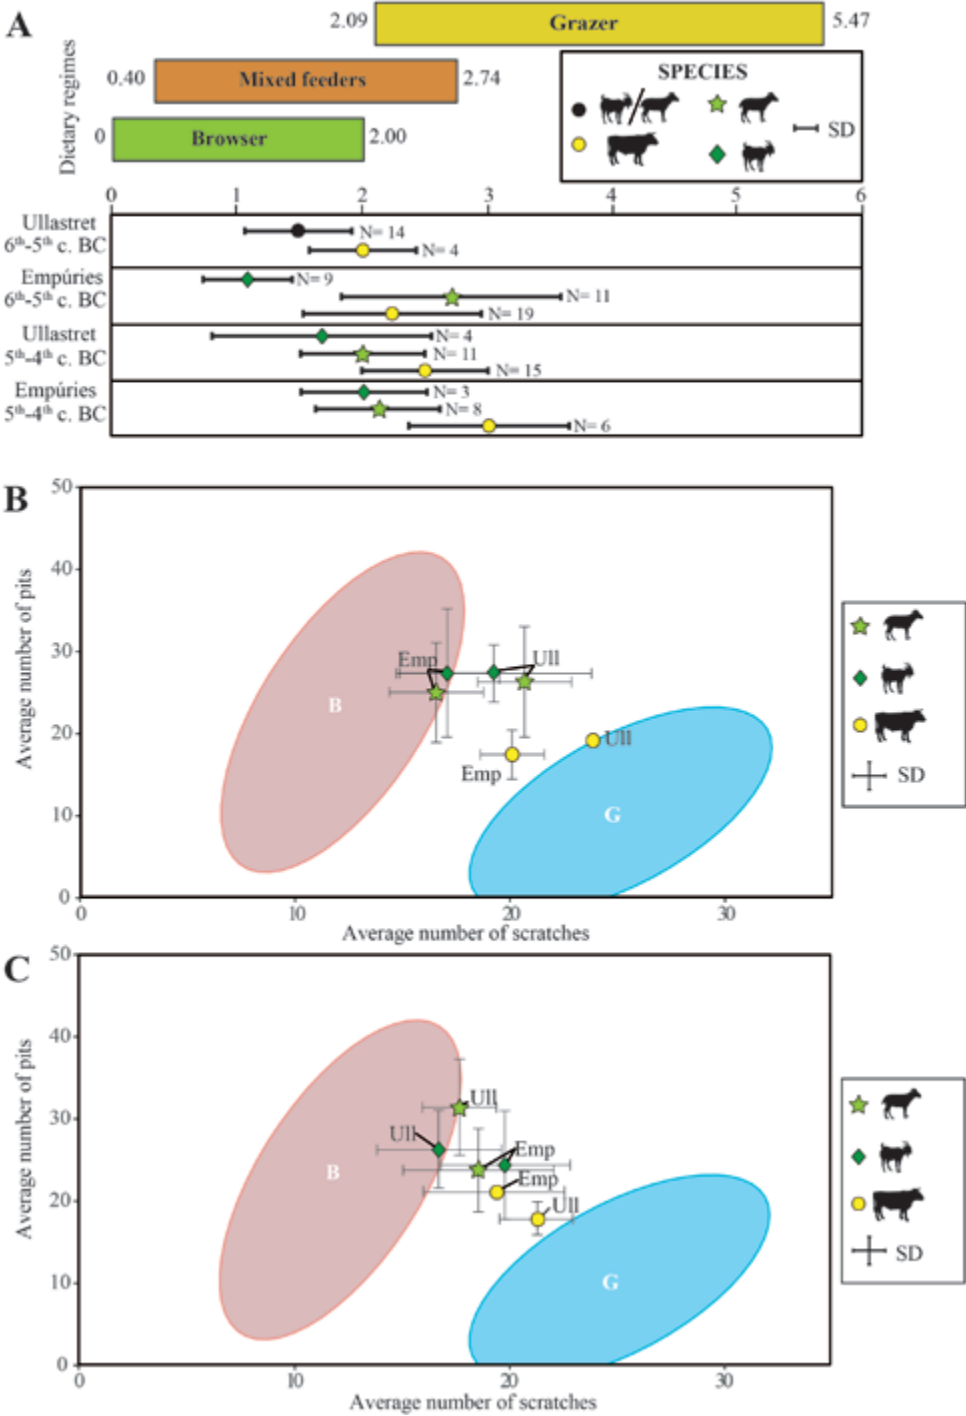 A
Dietary regimes
2.09 Grazer 5.47
0.40 Mixed feeders 2.74
0 Browser 2.00
SPECIES
SD
0 1 2 3 4 5 6
Ullastret
6th-5th c. BC
N= 14
N= 4
Empúries
6th-5th c. BC
N= 9
N= 11
N= 19
Ullastret
5th-4th c. BC
N= 4
N= 11
N= 15
Empúries
5th-4th c. BC
N= 3
N= 8
N= 6
B
Average number of pits
50
40
30
20
10
0
Emp
Ull
B
Ull
Emp
G
SD
0 10 20 30
Average number of scratches
C
Average number of pits
50
40
30
20
10
0
Ull
Ull
Emp
B
Emp
Ull
G
SD
0 10 20 30
Average number of scratches